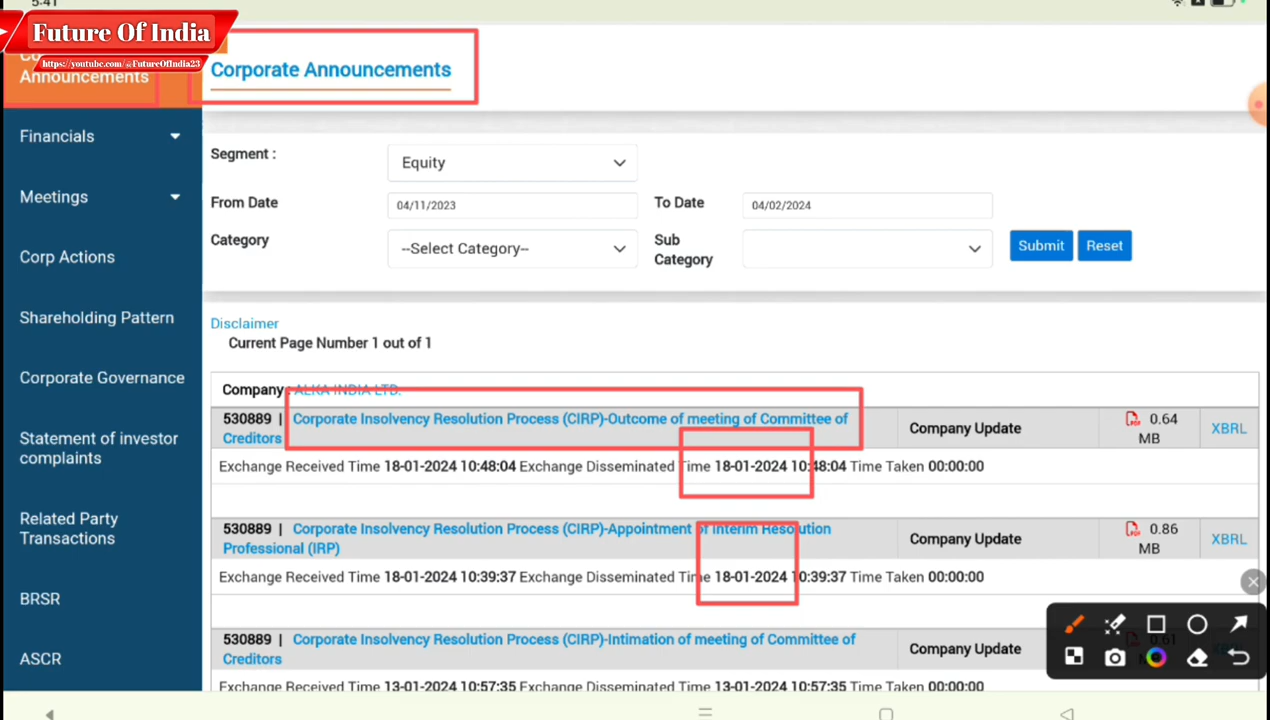 5:41
Future Of India
https://youtube.com/@FutureOfIndia23
Announcements
Corporate Announcements
Financials
Meetings
Corp Actions
Shareholding Pattern
Corporate Governance
Statement of investor
complaints
Related Party
Transactions
BRSR
ASCR
Segment :
Equity
From Date
04/11/2023
To Date
04/02/2024
Category
--Select Category--
Sub
Category
Submit
Reset
Disclaimer
Current Page Number 1 out of 1
Company : ALKA INDIA LTD.
530889 | Corporate Insolvency Resolution Process (CIRP)-Outcome of meeting of Committee of
Creditors
Company Update
0.64
MB
XBRL
Exchange Received Time 18-01-2024 10:48:04 Exchange Disseminated Time 18-01-2024 10:48:04 Time Taken 00:00:00
530889 | Corporate Insolvency Resolution Process (CIRP)-Appointment of Interim Resolution
Professional (IRP)
Company Update
0.86
MB
XBRL
Exchange Received Time 18-01-2024 10:39:37 Exchange Disseminated Time 18-01-2024 10:39:37 Time Taken 00:00:00
530889 | Corporate Insolvency Resolution Process (CIRP)-Intimation of meeting of Committee of
Creditors
Company Update
Exchange Received Time 13-01-2024 10:57:35 Exchange Disseminated Time 13-01-2024 10:57:35 Time Taken 00:00:00